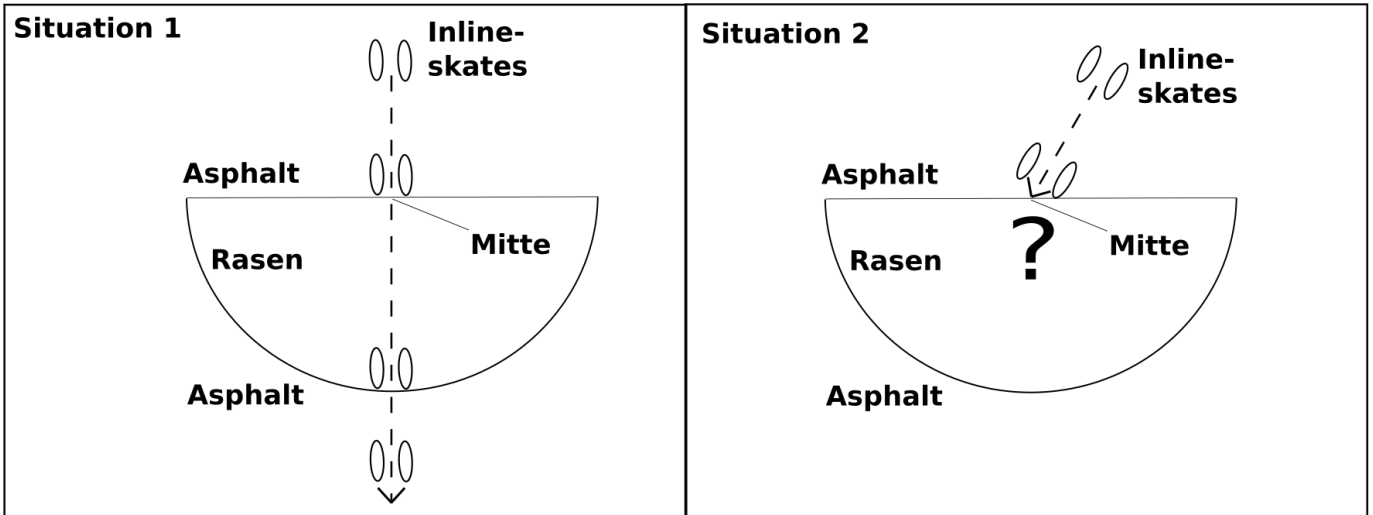 Situation 1
Inline-
skates
Asphalt
Mitte
Rasen
Asphalt
Situation 2
Inline-
skates
Asphalt
?
Mitte
Rasen
Asphalt